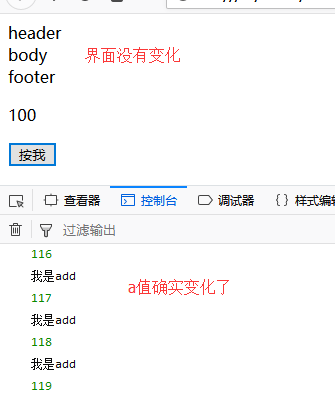 header
body
界面没有变化
footer
100
按我
查看器 控制台 调试器 {} 样式编辑
过滤输出
116
我是add
a值确实变化了
117
我是add
118
我是add
119